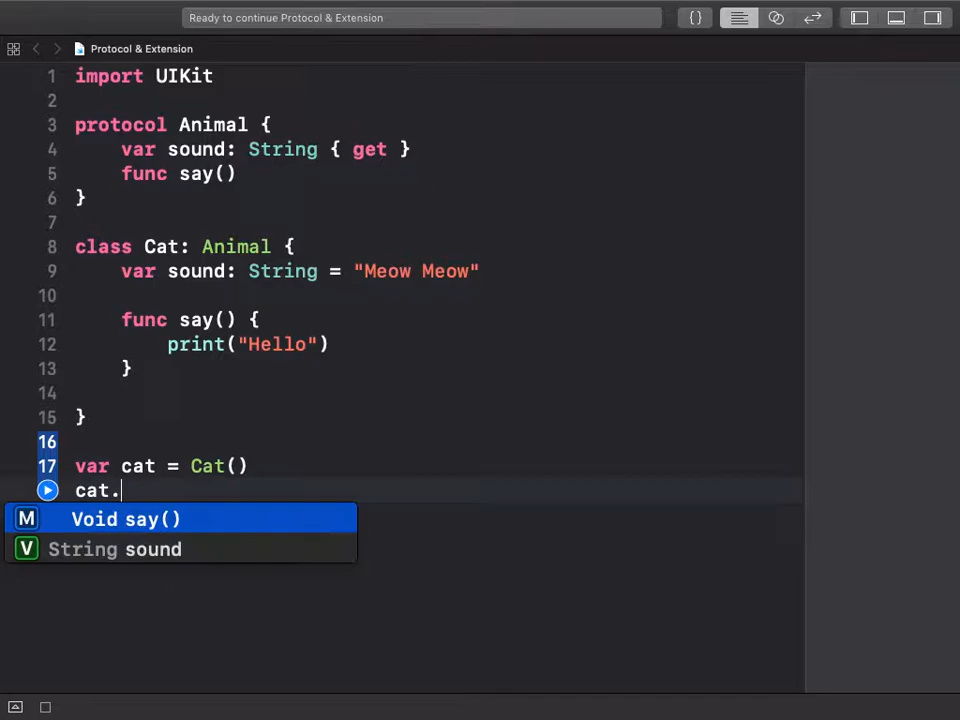 Ready to continue Protocol & Extension
{ }
Protocol & Extension
1 import UIKit
2
3 protocol Animal {
4 var sound: String { get }
5 func say()
6 }
7
8 class Cat: Animal {
9 var sound: String = "Meow Meow"
10
11 func say() {
12 print("Hello")
13 }
14
15 }
16
17 var cat = Cat()
cat.
M Void say()
V String sound